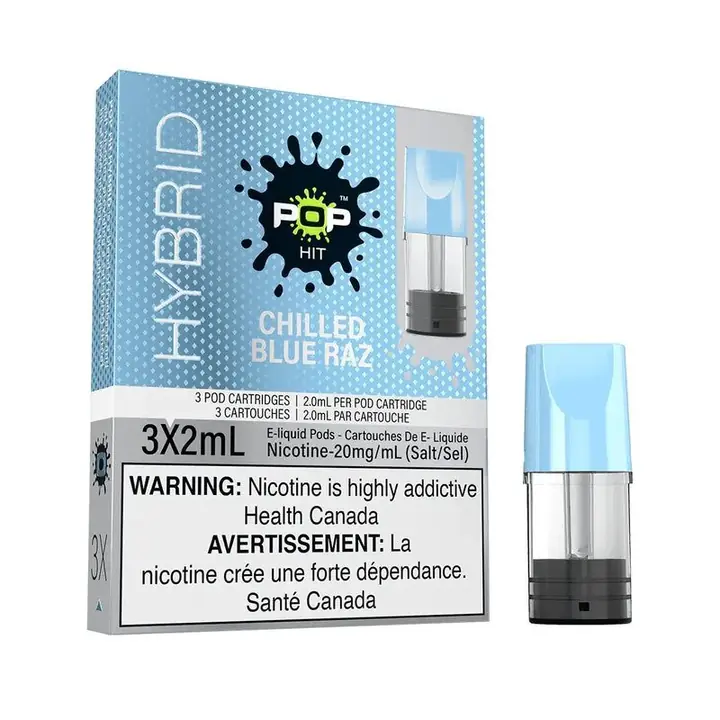 HYBRID
POP™
HIT
CHILLED
BLUE RAZ
3 POD CARTRIDGES | 2.0mL PER POD CARTRIDGE
3 CARTOUCHES | 2.0mL PAR CARTOUCHE
3X2mL
E-liquid Pods - Cartouches De E- Liquide
Nicotine-20mg/mL (Salt/Sel)
WARNING: Nicotine is highly addictive
Health Canada
AVERTISSEMENT: La
nicotine crée une forte dépendance.
Santé Canada
3X